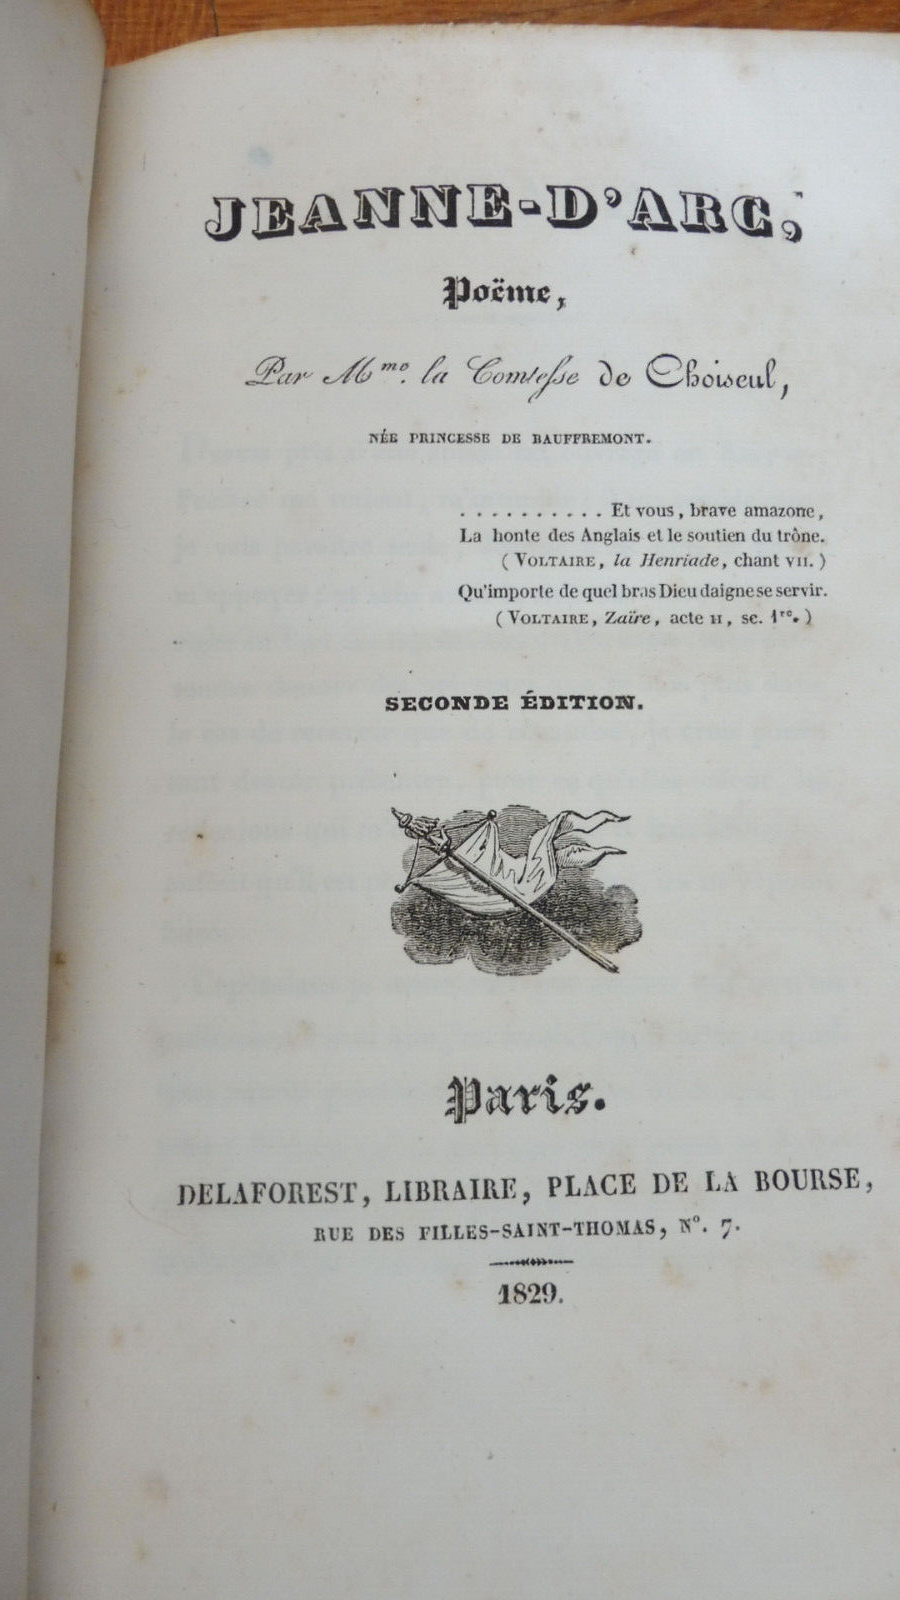 JEANNE-D'ARC,
Poëme,
Par Mme. la Comtesse de Choiseul,
NÉE PRINCESSE DE BAUFFREMONT.
. . . . . . . . . . Et vous, brave amazone,
La honte des Anglais et le soutien du trône.
(VOLTAIRE, la Henriade, chant VII.)
Qu'importe de quel bras Dieu daigne se servir.
(VOLTAIRE, Zaïre, acte II, sc. 1re.)
SECONDE ÉDITION.
Paris.
DELAFOREST, LIBRAIRE, PLACE DE LA BOURSE,
RUE DES FILLES-SAINT-THOMAS, No. 7.
1829.